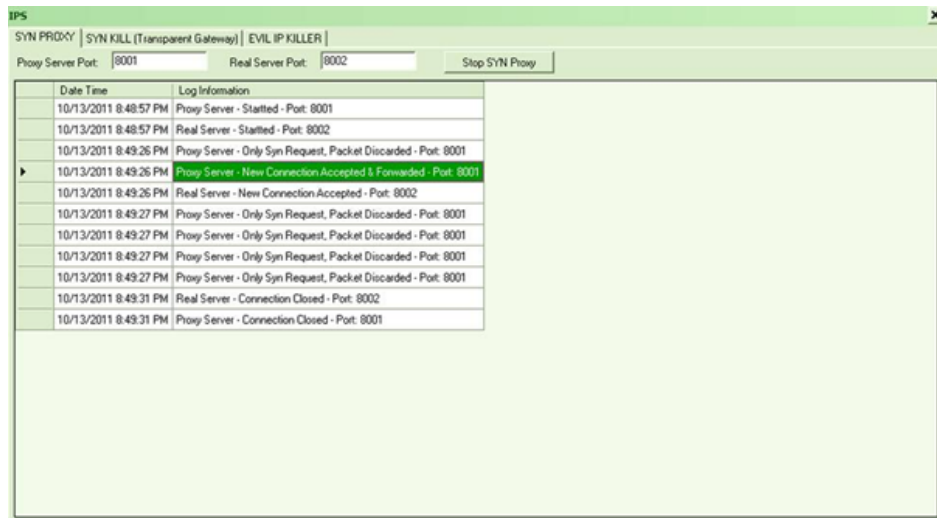 IPS
SYN PROXY SYN KILL (Transparent Gateway) EVIL IP KILLER
Proxy Server Port: 8001 Real Server Port: 8002 Stop SYN Proxy
Date Time Log Information
10/13/2011 8:48:57 PM Proxy Server - Startted - Port: 8001
10/13/2011 8:48:57 PM Real Server - Startted - Port: 8002
10/13/2011 8:49:26 PM Proxy Server - Only Syn Request, Packet Discarded - Port: 8001
10/13/2011 8:49:26 PM Proxy Server - New Connection Accepted & Forwarded - Port: 8001
10/13/2011 8:49:26 PM Real Server - New Connection Accepted - Port: 8002
10/13/2011 8:49:27 PM Proxy Server - Only Syn Request, Packet Discarded - Port: 8001
10/13/2011 8:49:27 PM Proxy Server - Only Syn Request, Packet Discarded - Port: 8001
10/13/2011 8:49:27 PM Proxy Server - Only Syn Request, Packet Discarded - Port: 8001
10/13/2011 8:49:27 PM Proxy Server - Only Syn Request, Packet Discarded - Port: 8001
10/13/2011 8:49:31 PM Real Server - Connection Closed - Port: 8002
10/13/2011 8:49:31 PM Proxy Server - Connection Closed - Port: 8001